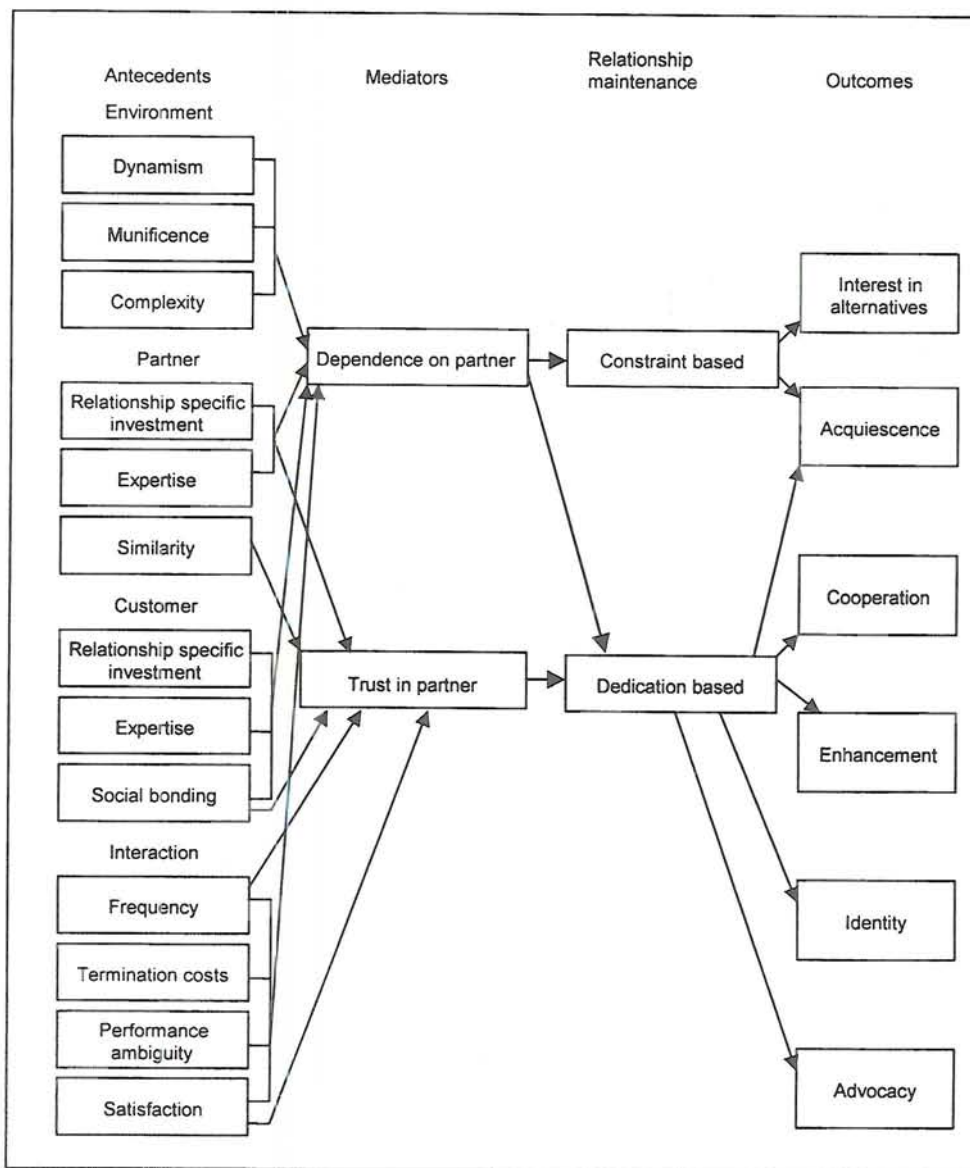 Antecedents
Mediators
Relationship
maintenance
Outcomes
Environment
Dynamism
Munificence
Complexity
Partner
Relationship specific
investment
Expertise
Similarity
Customer
Relationship specific
investment
Expertise
Social bonding
Interaction
Frequency
Termination costs
Performance
ambiguity
Satisfaction
Dependence on partner
Trust in partner
Constraint based
Dedication based
Interest in
alternatives
Acquiescence
Cooperation
Enhancement
Identity
Advocacy